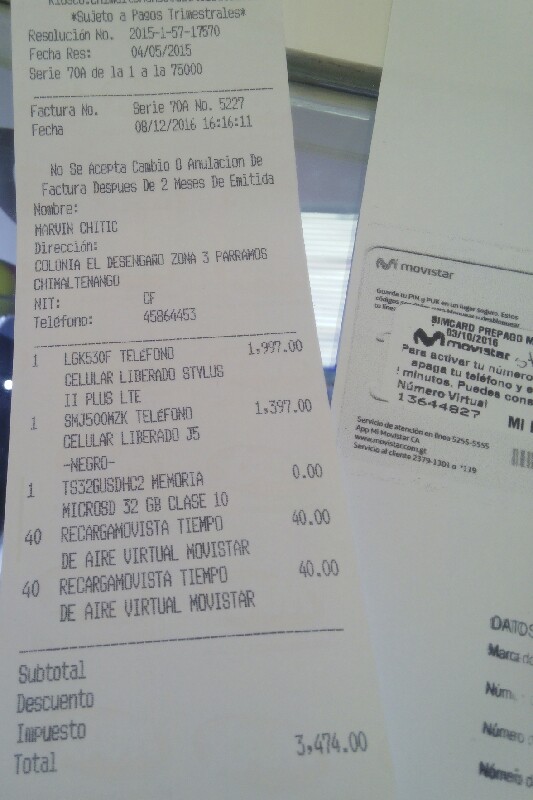 *Sujeto a Pagos Trimestrales*
Resolución No. 2015-1-57-17570
Fecha Res: 04/05/2015
Serie 70A de la 1 a la 75000
Factura No. Serie 70A No. 5227
Fecha 08/12/2016 16:16:11
No Se Acepta Cambio O Anulacion De
Factura Despues De 2 Meses De Emitida
Nombre:
MARVIN CHITIC
Dirección:
COLONIA EL DESENGAÑO ZONA 3 PARRAMOS
CHIMALTENANGO
NIT: CF
Teléfono: 45864453
1 LGK530F TELÉFONO 1,997.00
CELULAR LIBERADO STYLUS
II PLUS LTE
1 SMJ500MZK TELÉFONO 1,397.00
CELULAR LIBERADO J5
-NEGRO-
1 TS32GUSDHC2 MEMORIA 0.00
MICROSD 32 GB CLASE 10
40 RECARGAMOVISTA TIEMPO 40.00
DE AIRE VIRTUAL MOVISTAR
40 RECARGAMOVISTA TIEMPO 40.00
DE AIRE VIRTUAL MOVISTAR
Subtotal
Descuento
Impuesto
Total 3,474.00
movistar
Guarde tu PIN y PUK en un lugar seguro. Estos
SIMCARD PREPAGO M
03/10/2016
movistar
Para activar tu número
apaga tu teléfono y e
minutos. Puedes cons
Número Virtual
13644827
MI
Servicio de atención en línea 5255-5555
App Mi Movistar CA
www.movistar.com.gt
Servicio al cliente 2379-1301 o *119
DATOS
Marca de
Núm
Número
Número de